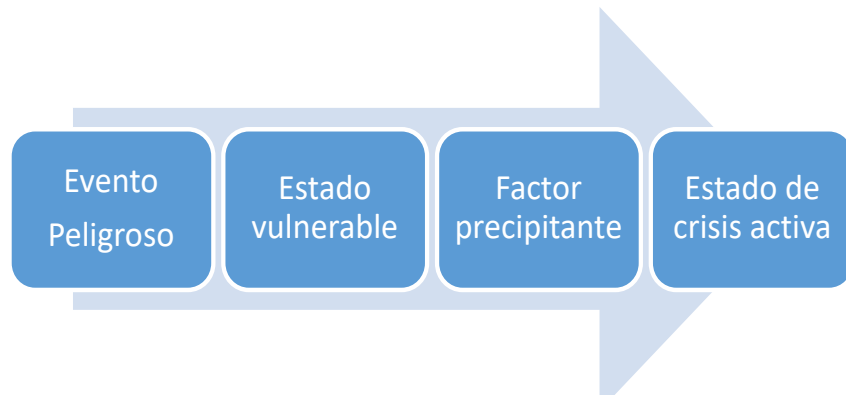 Evento
Peligroso
Estado
vulnerable
Factor
precipitante
Estado de
crisis activa